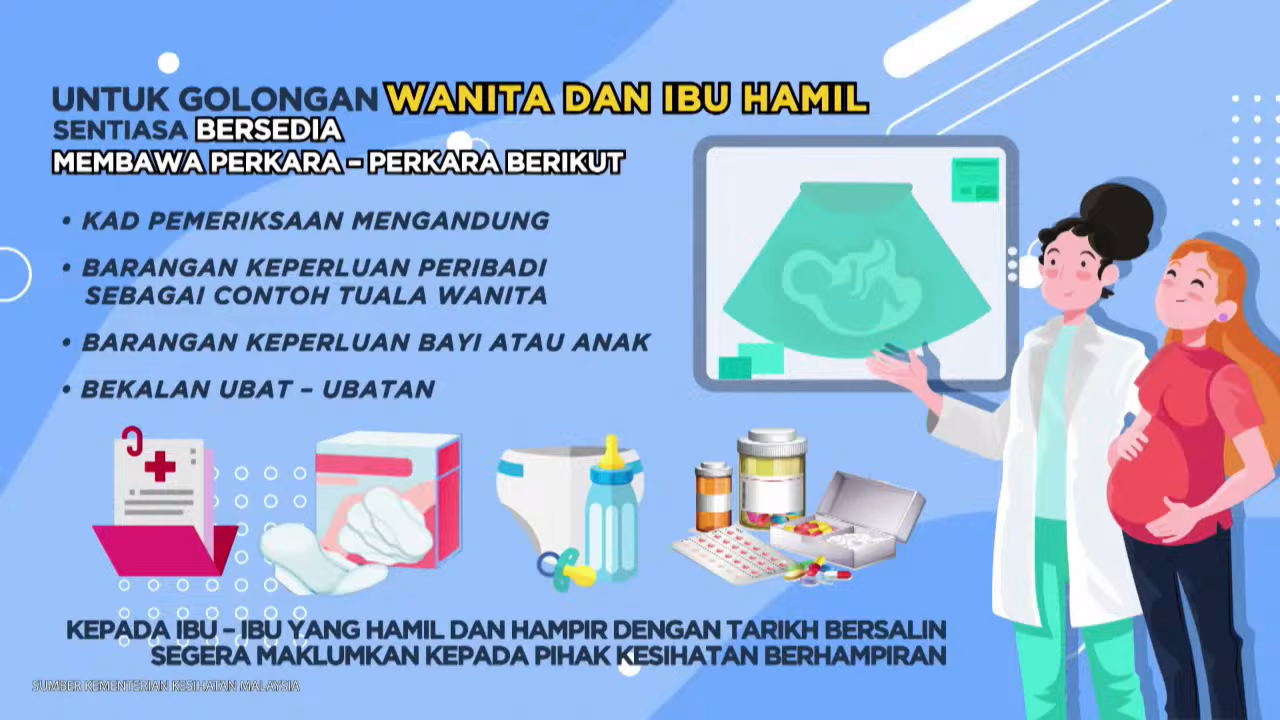 UNTUK GOLONGAN WANITA DAN IBU HAMIL
SENTIASA BERSEDIA
MEMBAWA PERKARA – PERKARA BERIKUT
• KAD PEMERIKSAAN MENGANDUNG
• BARANGAN KEPERLUAN PERIBADI
SEBAGAI CONTOH TUALA WANITA
• BARANGAN KEPERLUAN BAYI ATAU ANAK
• BEKALAN UBAT – UBATAN
KEPADA IBU – IBU YANG HAMIL DAN HAMPIR DENGAN TARIKH BERSALIN
SEGERA MAKLUMKAN KEPADA PIHAK KESIHATAN BERHAMPIRAN
SUMBER KEMENTERIAN KESIHATAN MALAYSIA